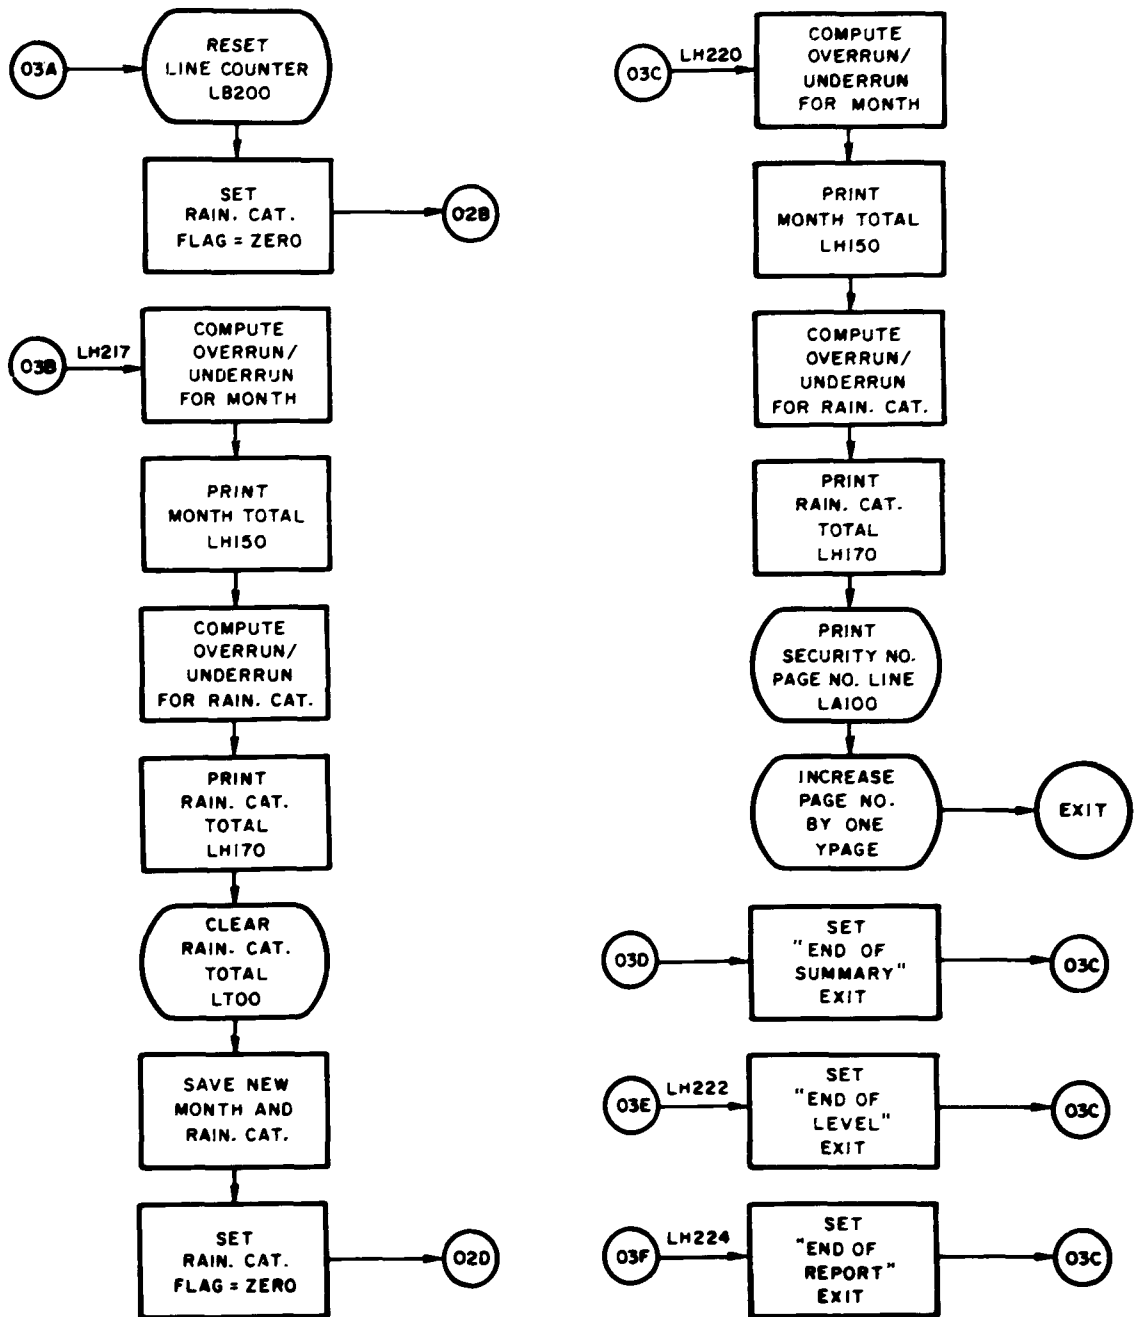 03A
RESET
LINE COUNTER
LB200
SET
RAIN. CAT.
FLAG = ZERO
02B
03B
LH217
COMPUTE
OVERRUN/
UNDERRUN
FOR MONTH
PRINT
MONTH TOTAL
LH150
COMPUTE
OVERRUN/
UNDERRUN
FOR RAIN. CAT.
PRINT
RAIN. CAT.
TOTAL
LH170
CLEAR
RAIN. CAT.
TOTAL
LT00
SAVE NEW
MONTH AND
RAIN. CAT.
SET
RAIN. CAT.
FLAG = ZERO
02D
03C
LH220
COMPUTE
OVERRUN/
UNDERRUN
FOR MONTH
PRINT
MONTH TOTAL
LH150
COMPUTE
OVERRUN/
UNDERRUN
FOR RAIN. CAT.
PRINT
RAIN. CAT.
TOTAL
LH170
PRINT
SECURITY NO.
PAGE NO. LINE
LA100
INCREASE
PAGE NO.
BY ONE
YPAGE
EXIT
03D
SET
"END OF
SUMMARY"
EXIT
03C
03E
LH222
SET
"END OF
LEVEL"
EXIT
03C
03F
LH224
SET
"END OF
REPORT"
EXIT
03C